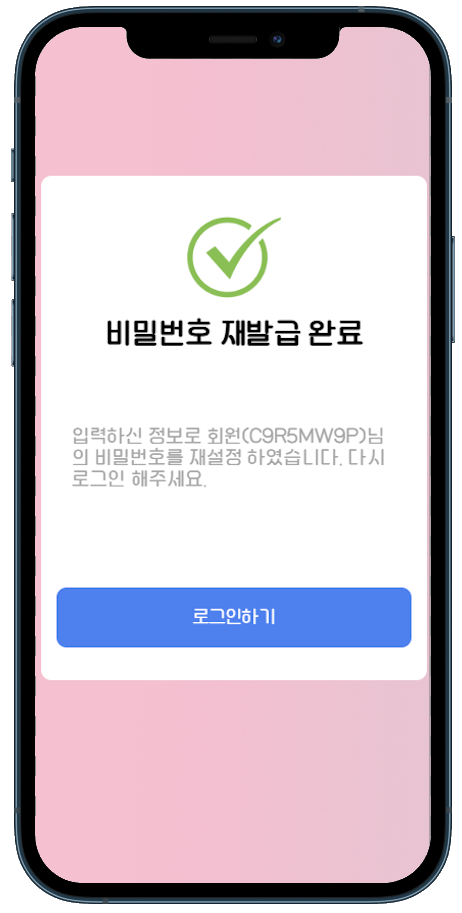 비밀번호 재발급 완료
입력하신 정보로 회원(C9R5MW9P)님
의 비밀번호를 재설정 하였습니다. 다시
로그인 해주세요.
로그인하기